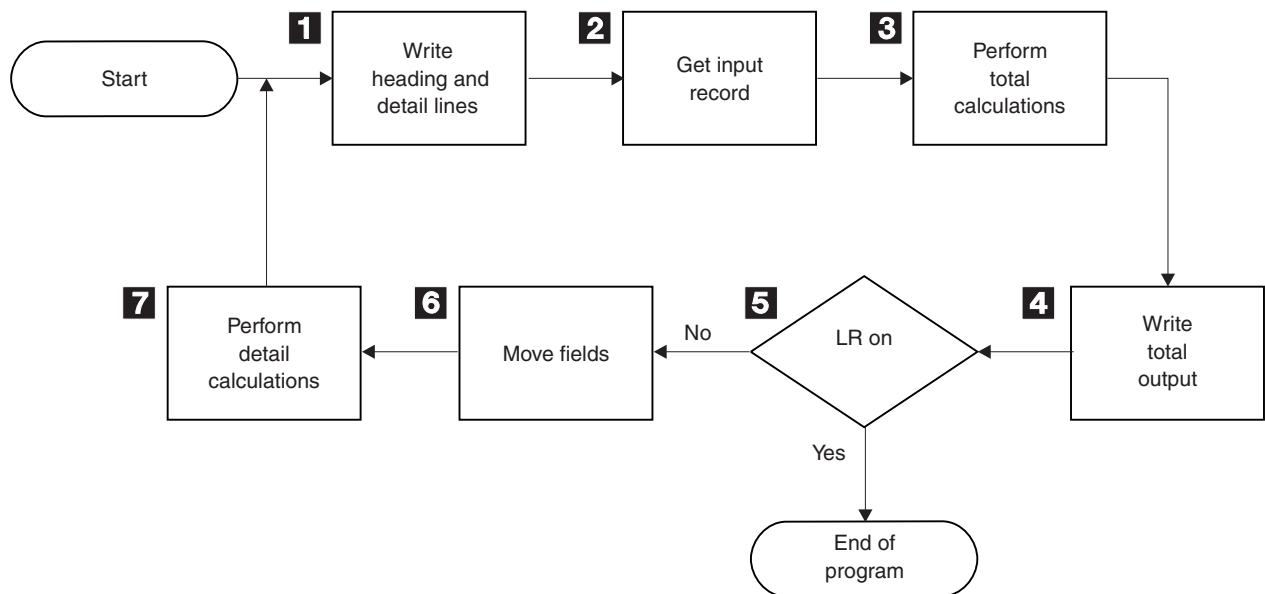 Start
1
Write
heading and
detail lines
2
Get input
record
3
Perform
total
calculations
4
Write
total
output
5
LR on
No
Yes
6
Move fields
7
Perform
detail
calculations
End of
program